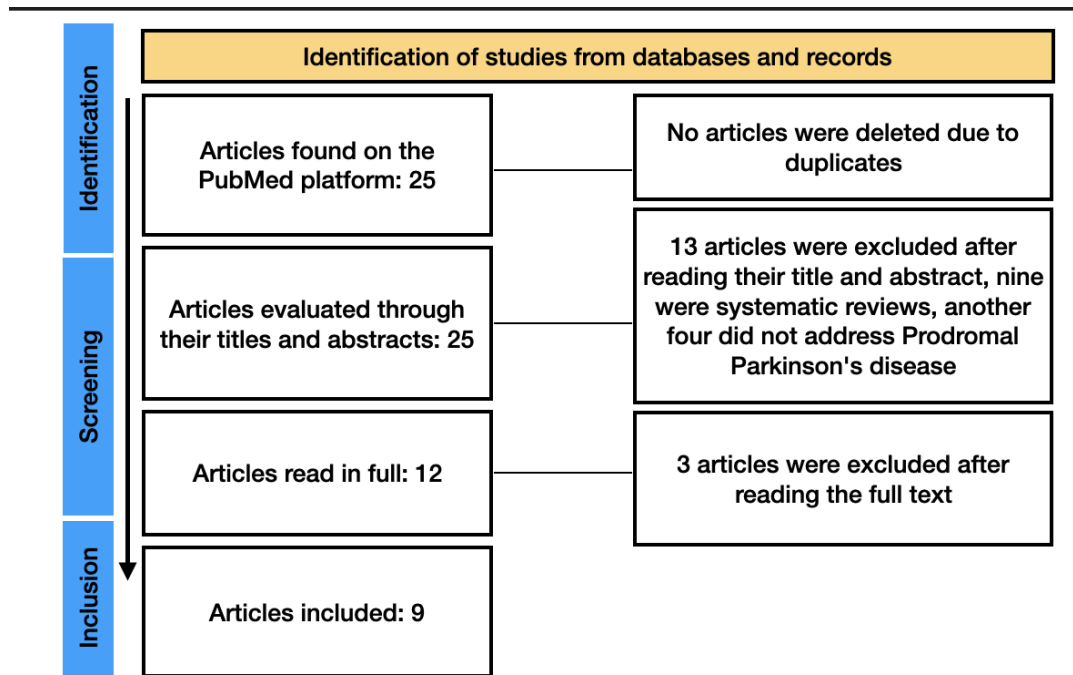 Identification of studies from databases and records
Identification
Articles found on the
PubMed platform: 25
No articles were deleted due to
duplicates
Screening
Articles evaluated through
their titles and abstracts: 25
13 articles were excluded after
reading their title and abstract, nine
were systematic reviews, another
four did not address Prodromal
Parkinson's disease
Articles read in full: 12
3 articles were excluded after
reading the full text
Inclusion
Articles included: 9